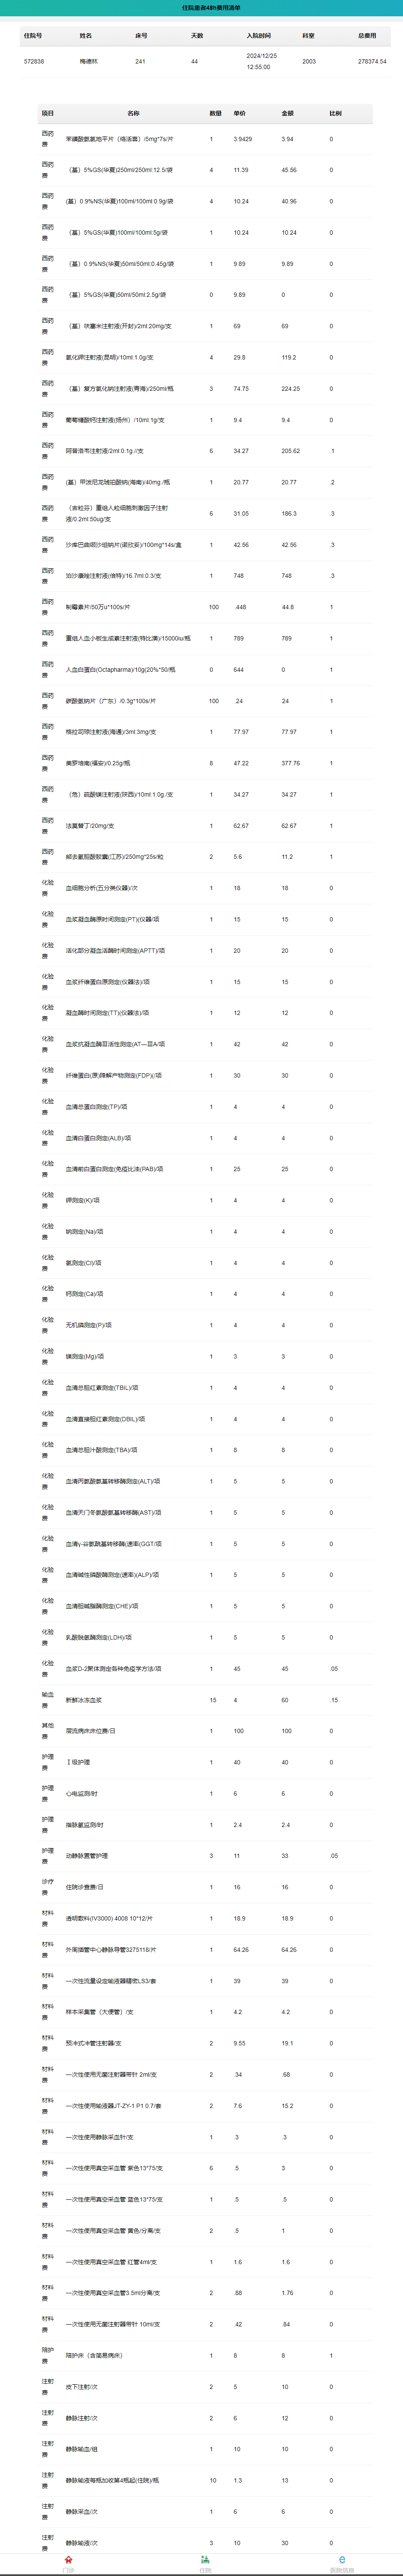 住院患者48h费用清单
住院号 姓名 床号 天数 入院时间 科室 总费用
572838 梅德林 241 44 2024/12/25 12:55:00 2003 278374.54
项目 名称 数量 单价 金额 比例
西药费 苯磺酸氨氯地平片（络活喜）/5mg*7s/片 1 3.9429 3.94 0
西药费 （基）5%GS(华夏)250ml/250ml:12.5/袋 4 11.39 45.56 0
西药费 (基）0.9%NS(华夏)100ml/100ml:0.9g/袋 4 10.24 40.96 0
西药费 （基）5%GS(华夏)100ml/100ml:5g/袋 1 10.24 10.24 0
西药费 （基）0.9%NS(华夏)50ml/50ml:0.45g/袋 1 9.89 9.89 0
西药费 （基）5%GS(华夏)50ml/50ml:2.5g/袋 0 9.89 0 0
西药费 （基）呋塞米注射液(开封)/2ml:20mg/支 1 69 69 0
西药费 氯化钾注射液(昆明)/10ml:1.0g/支 4 29.8 119.2 0
西药费 （基）复方氯化钠注射液(青海)/250ml/瓶 3 74.75 224.25 0
西药费 葡萄糖酸钙注射液(扬州）/10ml:1g/支 1 9.4 9.4 0
西药费 阿昔洛韦注射液/2ml:0.1g./支 6 34.27 205.62 .1
西药费 (基）甲泼尼龙琥珀酸钠(海南)/40mg /瓶 1 20.77 20.77 .2
西药费 （吉粒芬）重组人粒细胞刺激因子注射液/0.2ml:50ug/支 6 31.05 186.3 .3
西药费 沙库巴曲缬沙坦钠片(诺欣妥)/100mg*14s/盒 1 42.56 42.56 .3
西药费 泊沙康唑注射液(倍特)/16.7ml:0.3/支 1 748 748 .3
西药费 制霉素片/50万u*100s/片 100 .448 44.8 1
西药费 重组人血小板生成素注射液(特比澳)/15000iu/瓶 1 789 789 1
西药费 人血白蛋白(Octapharma)/10g(20%*50/瓶 0 644 0 1
西药费 碳酸氢钠片（广东）/0.3g*100s/片 100 .24 24 1
西药费 格拉司琼注射液(海通)/3ml:3mg/支 1 77.97 77.97 1
西药费 美罗培南(福安)/0.25g/瓶 8 47.22 377.76 1
西药费 （危）硫酸镁注射液(陕西)/10ml:1.0g./支 1 34.27 34.27 1
西药费 法莫替丁/20mg/支 1 62.67 62.67 1
西药费 熊去氧胆酸胶囊(江苏)/250mg*25s/粒 2 5.6 11.2 1
化验费 血细胞分析(五分类仪器)/次 1 18 18 0
化验费 血浆凝血酶原时间测定(PT)(仪器/项 1 15 15 0
化验费 活化部分凝血活酶时间测定(APTT)/项 1 20 20 0
化验费 血浆纤维蛋白原测定(仪器法)/项 1 15 15 0
化验费 凝血酶时间测定(TT)(仪器法)/项 1 12 12 0
化验费 血浆抗凝血酶Ⅲ活性测定(AT—ⅢA/项 1 42 42 0
化验费 纤维蛋白(原)降解产物测定(FDP)(/项 1 30 30 0
化验费 血清总蛋白测定(TP)/项 1 4 4 0
化验费 血清白蛋白测定(ALB)/项 1 4 4 0
化验费 血清前白蛋白测定(免疫比浊(PAB)/项 1 25 25 0
化验费 钾测定(K)/项 1 4 4 0
化验费 钠测定(Na)/项 1 4 4 0
化验费 氯测定(Cl)/项 1 4 4 0
化验费 钙测定(Ca)/项 1 4 4 0
化验费 无机磷测定(P)/项 1 4 4 0
化验费 镁测定(Mg)/项 1 3 3 0
化验费 血清总胆红素测定(TBIL)/项 1 4 4 0
化验费 血清直接胆红素测定(DBIL)/项 1 4 4 0
化验费 血清总胆汁酸测定(TBA)/项 1 8 8 0
化验费 血清丙氨酸氨基转移酶测定(ALT)/项 1 5 5 0
化验费 血清天门冬氨酸氨基转移酶(AST)/项 1 5 5 0
化验费 血清γ-谷氨酰基转移酶(速率(GGT/项 1 5 5 0
化验费 血清碱性磷酸酶测定(速率)(ALP)/项 1 5 5 0
化验费 血清胆碱脂酶测定(CHE)/项 1 5 5 0
化验费 乳酸脱氢酶测定(LDH)/项 1 5 5 0
化验费 血浆D-2聚体测定各种免疫学方法/项 1 45 45 .05
输血费 新鲜冰冻血浆 15 4 60 .15
其他费 层流病床床位费/日 1 100 100 0
护理费 Ⅰ级护理 1 40 40 0
护理费 心电监测/时 1 6 6 0
护理费 指脉氧监测/时 1 2.4 2.4 0
护理费 动静脉置管护理 3 11 33 .05
诊疗费 住院诊查费/日 1 16 16 0
材料费 透明敷料(IV3000) 4008 10*12/片 1 18.9 18.9 0
材料费 外周插管中心静脉导管3275118/片 1 64.26 64.26 0
材料费 一次性流量设定输液器精密LS3/套 1 39 39 0
材料费 样本采集管（大便管）/支 1 4.2 4.2 0
材料费 预冲式冲管注射器/支 2 9.55 19.1 0
材料费 一次性使用无菌注射器带针 2ml/支 2 .34 .68 0
材料费 一次性使用输液器JT-ZY-1 P1 0.7/套 2 7.6 15.2 0
材料费 一次性使用静脉采血针/支 1 .3 .3 0
材料费 一次性使用真空采血管 紫色13*75/支 6 .5 3 0
材料费 一次性使用真空采血管 蓝色13*75/支 1 .5 .5 0
材料费 一次性使用真空采血管 黄色/分离/支 2 .5 1 0
材料费 一次性使用真空采血管 红管4ml/支 1 1.6 1.6 0
材料费 一次性使用真空采血管3.5ml分离/支 2 .88 1.76 0
材料费 一次性使用无菌注射器带针 10ml/支 2 .42 .84 0
陪护费 陪护床（含简易病床） 1 8 8 1
注射费 皮下注射/次 2 5 10 0
注射费 静脉注射/次 2 6 12 0
注射费 静脉输血/组 1 10 10 0
注射费 静脉输液每瓶加收第4瓶起(住院)/瓶 10 1.3 13 0
注射费 静脉采血/次 1 6 6 0
注射费 静脉输液/次 3 10 30 0
门诊 住院 医院信息